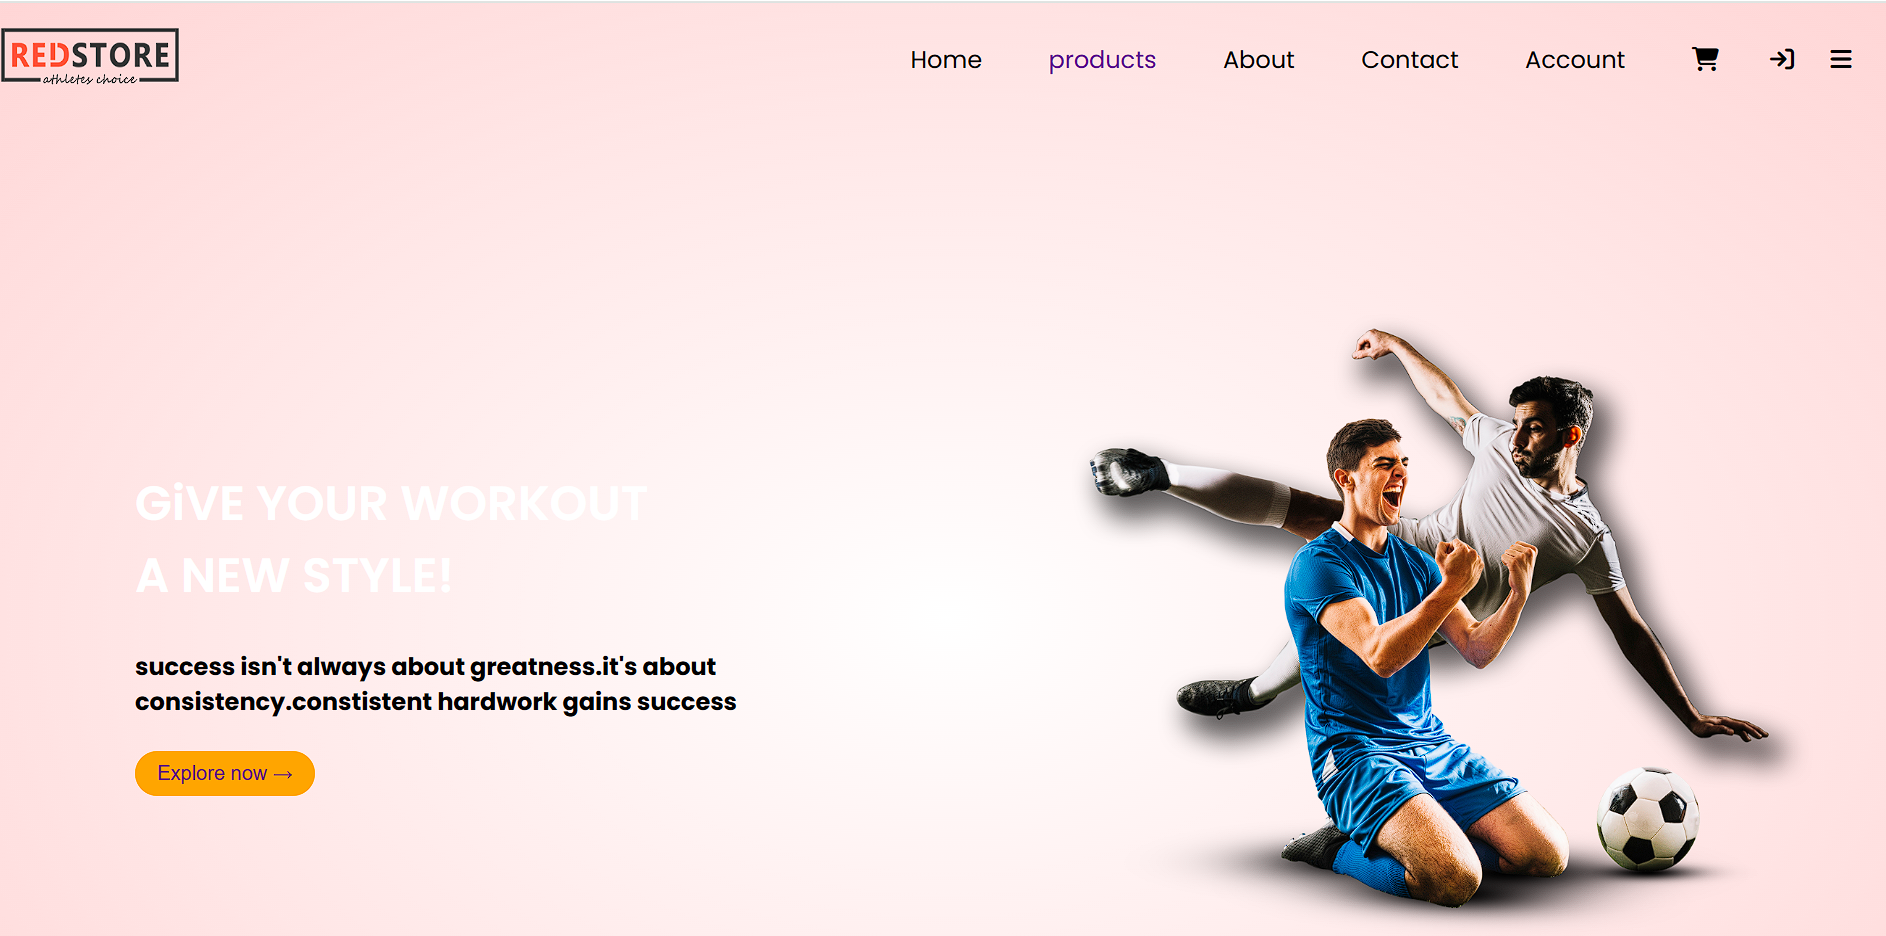 REDSTORE
athletes choice
Home products About Contact Account
GiVE YOUR WORKOUT
A NEW STYLE!
success isn't always about greatness.it's about
consistency.constistent hardwork gains success
Explore now →